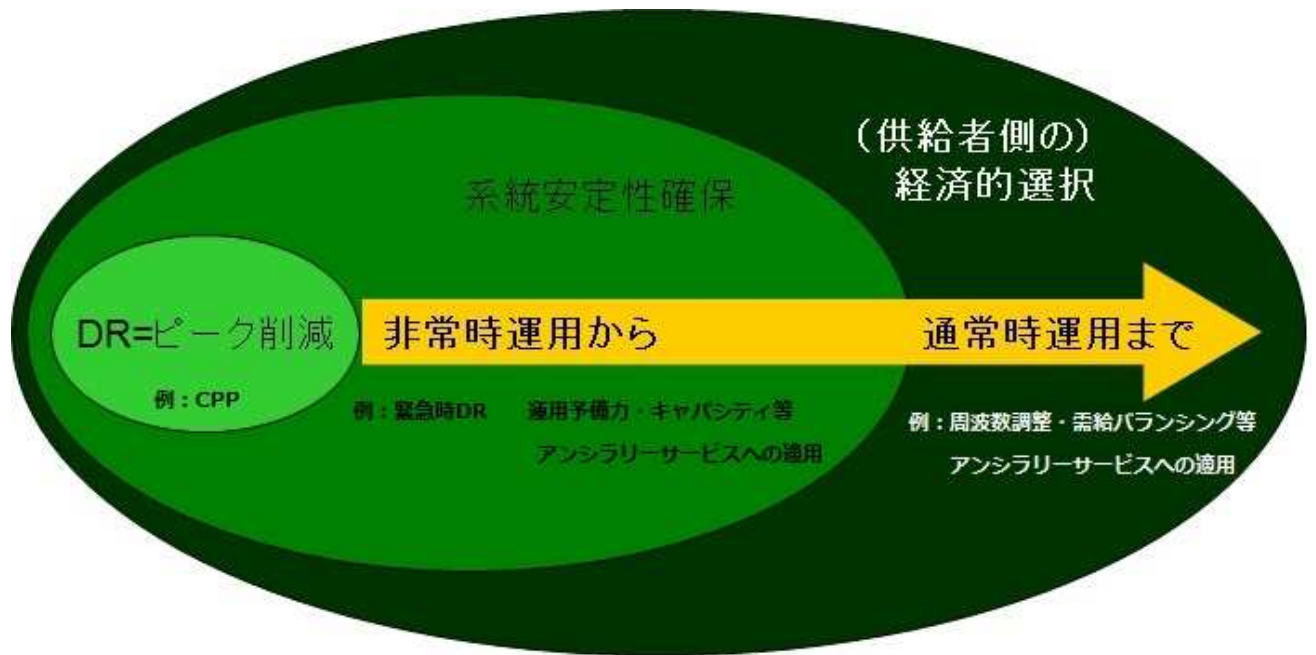 （供給者側の）
経済的選択
系統安定性確保
DR=ピーク削減
非常時運用から
通常時運用まで
例：CPP
例：緊急時DR
運用予備力・キャパシティ等
アンシラリーサービスへの適用
例：周波数調整・需給バランシング等
アンシラリーサービスへの適用